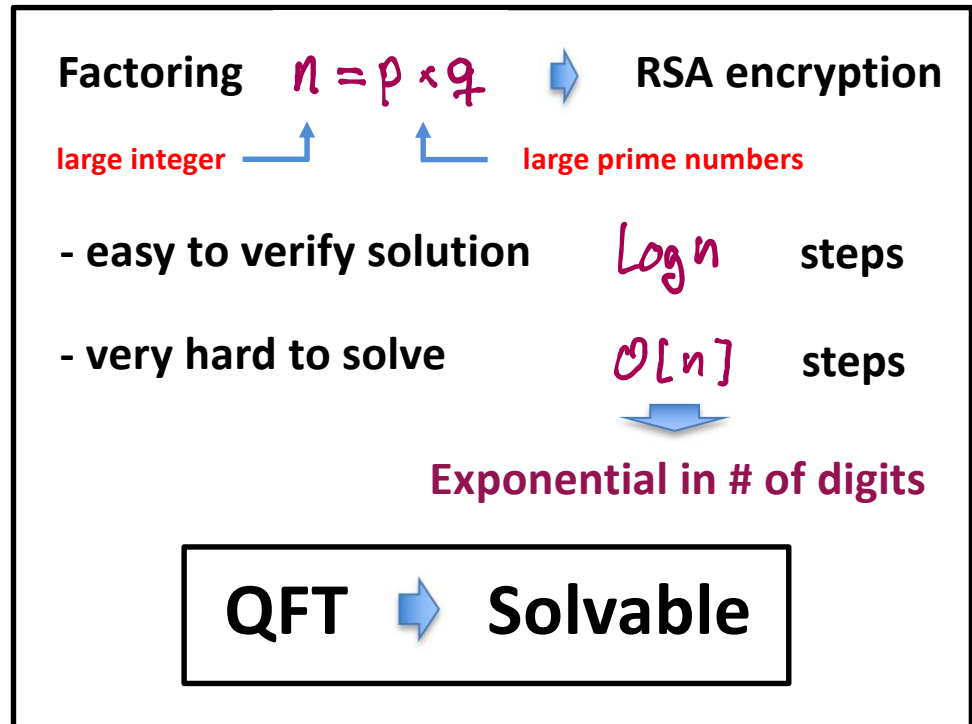 Factoring n = p × q RSA encryption
large integer large prime numbers
- easy to verify solution Log n steps
- very hard to solve O[n] steps
Exponential in # of digits
QFT Solvable